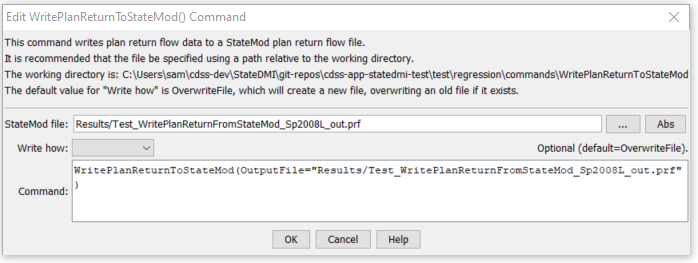 Edit WritePlanReturnToStateMod() Command
This command writes plan return flow data to a StateMod plan return flow file.
It is recommended that the file be specified using a path relative to the working directory.
The working directory is: C:\Users\sam\cdss-dev\StateDMI\git-repos\cdss-app-statedmi-test\test\regression\commands\WritePlanReturnToStateMod
The default value for "Write how" is OverwriteFile, which will create a new file, overwriting an old file if it exists.
StateMod file: Results/Test_WritePlanReturnFromStateMod_Sp2008L_out.prf ... Abs
Write how: Optional (default=OverwriteFile).
Command: WritePlanReturnToStateMod(OutputFile="Results/Test_WritePlanReturnFromStateMod_Sp2008L_out.prf"
)
OK Cancel Help